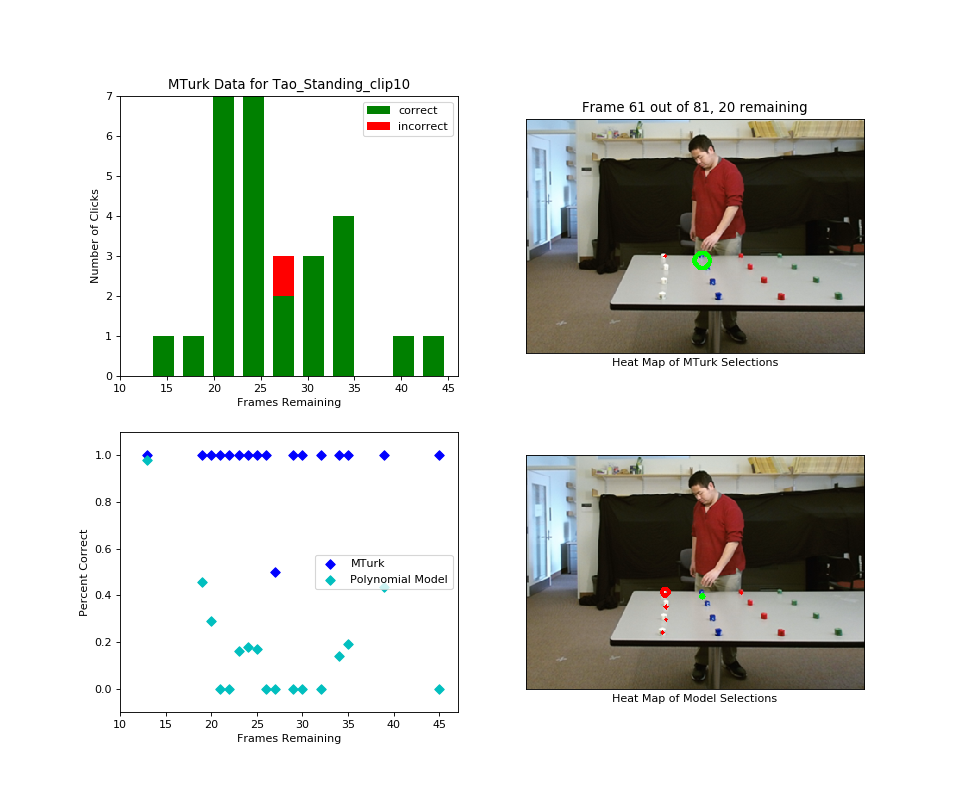 MTurk Data for Tao_Standing_clip10
7
6
5
4
3
2
1
0
Number of Clicks
correct
incorrect
10 15 20 25 30 35 40 45
Frames Remaining
Frame 61 out of 81, 20 remaining
Heat Map of MTurk Selections
1.0
0.8
0.6
0.4
0.2
0.0
Percent Correct
MTurk
Polynomial Model
10 15 20 25 30 35 40 45
Frames Remaining
Heat Map of Model Selections